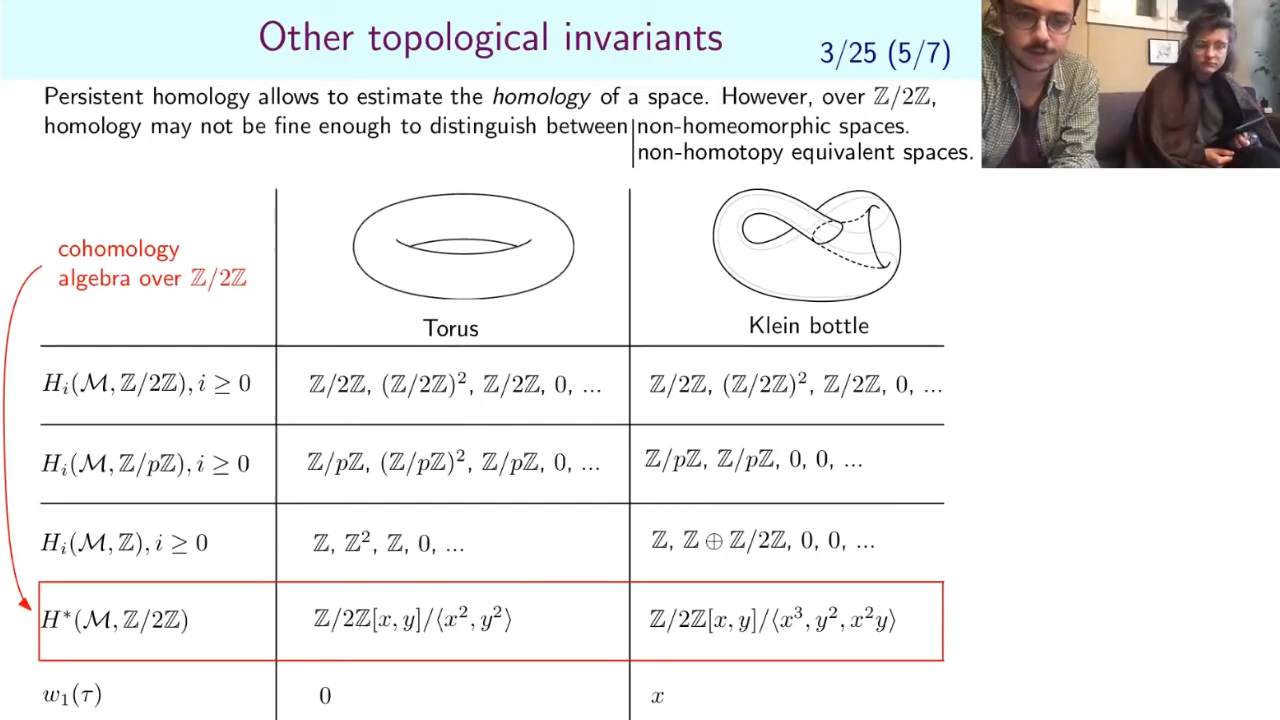 Other topological invariants
3/25 (5/7)
Persistent homology allows to estimate the homology of a space. However, over ℤ/2ℤ,
homology may not be fine enough to distinguish between non-homeomorphic spaces.
non-homotopy equivalent spaces.
cohomology
algebra over ℤ/2ℤ
Torus
Klein bottle
H_i(ℳ, ℤ/2ℤ), i ≥ 0
ℤ/2ℤ, (ℤ/2ℤ)², ℤ/2ℤ, 0, ...
ℤ/2ℤ, (ℤ/2ℤ)², ℤ/2ℤ, 0, ...
H_i(ℳ, ℤ/pℤ), i ≥ 0
ℤ/pℤ, (ℤ/pℤ)², ℤ/pℤ, 0, ...
ℤ/pℤ, ℤ/pℤ, 0, 0, ...
H_i(ℳ, ℤ), i ≥ 0
ℤ, ℤ², ℤ, 0, ...
ℤ, ℤ ⊕ ℤ/2ℤ, 0, 0, ...
H*(ℳ, ℤ/2ℤ)
ℤ/2ℤ[x, y]/⟨x², y²⟩
ℤ/2ℤ[x, y]/⟨x³, y², x²y⟩
w₁(τ)
0
x